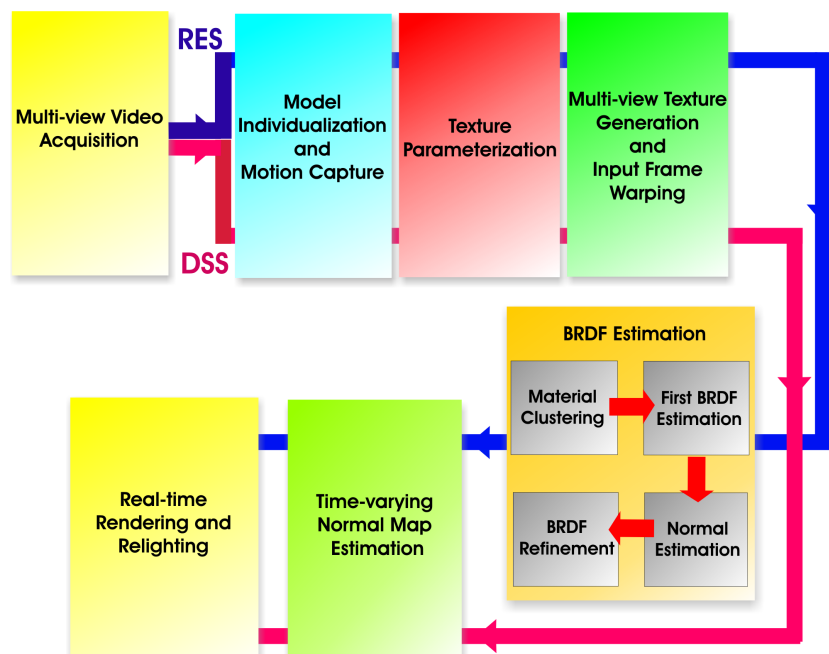 RES
Multi-view Video
Acquisition
DSS
Model
Individualization
and
Motion Capture
Texture
Parameterization
Multi-view Texture
Generation
and
Input Frame
Warping
BRDF Estimation
Material
Clustering
First BRDF
Estimation
BRDF
Refinement
Normal
Estimation
Time-varying
Normal Map
Estimation
Real-time
Rendering and
Relighting